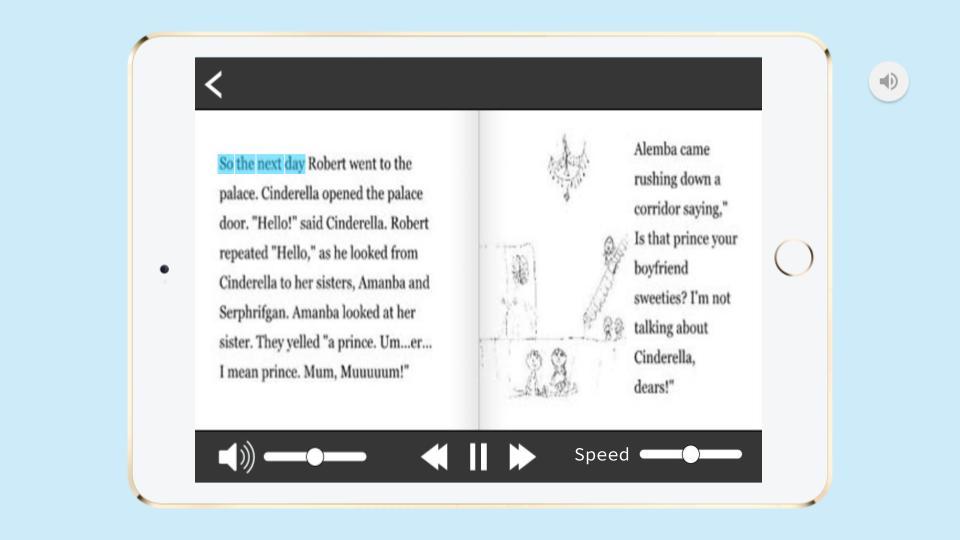 So the next day Robert went to the
palace. Cinderella opened the palace
door. "Hello!" said Cinderella. Robert
repeated "Hello," as he looked from
Cinderella to her sisters, Amanba and
Serphrifgan. Amanba looked at her
sister. They yelled "a prince. Um...er...
I mean prince. Mum, Muuuuum!"
Alemba came
rushing down a
corridor saying,"
Is that prince your
boyfriend
sweeties? I'm not
talking about
Cinderella,
dears!"
Speed